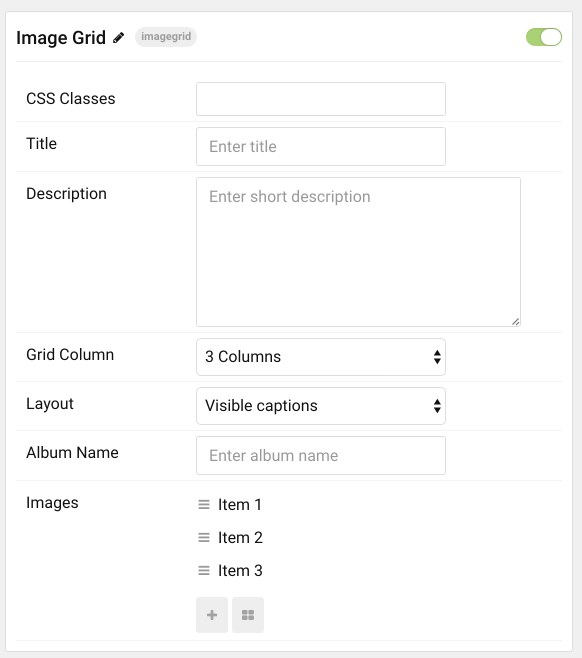 Image Grid imagegrid
CSS Classes
Title Enter title
Description Enter short description
Grid Column 3 Columns
Layout Visible captions
Album Name Enter album name
Images Item 1
Item 2
Item 3